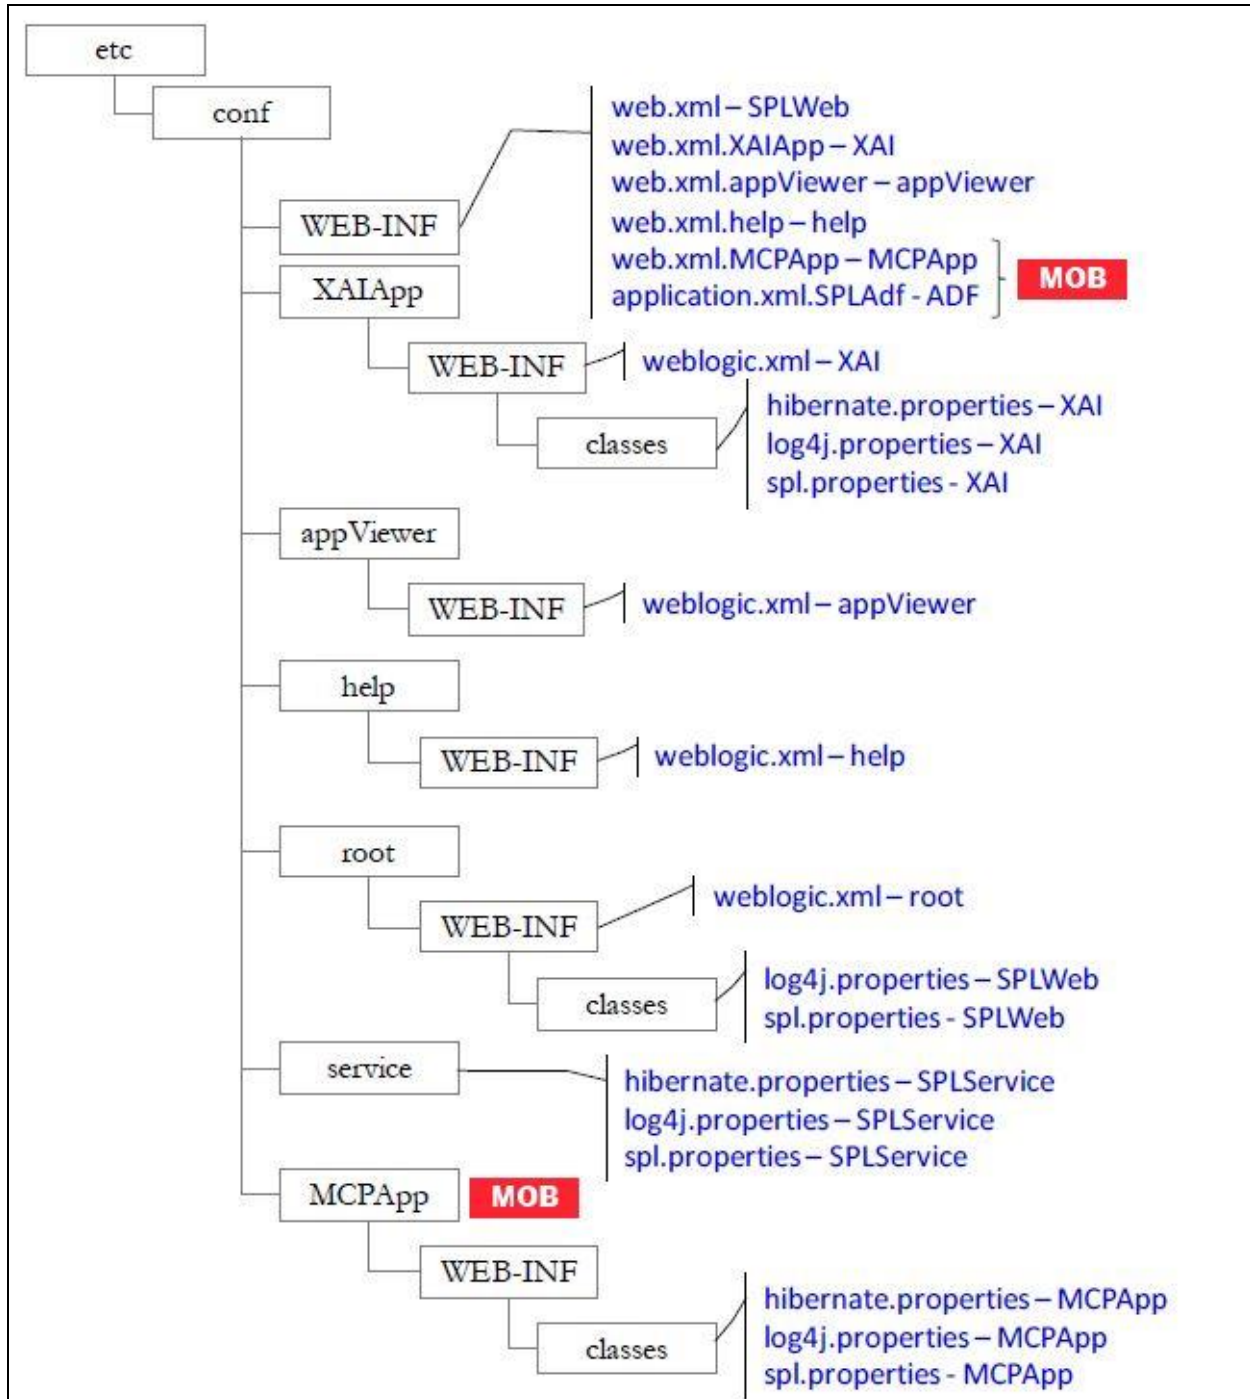 etc
conf
WEB-INF
web.xml – SPLWeb
web.xml.XAIApp – XAI
web.xml.appViewer – appViewer
web.xml.help – help
web.xml.MCPApp – MCPApp
application.xml.SPLAdf - ADF
MOB
XAIApp
WEB-INF
weblogic.xml – XAI
classes
hibernate.properties – XAI
log4j.properties – XAI
spl.properties - XAI
appViewer
WEB-INF
weblogic.xml – appViewer
help
WEB-INF
weblogic.xml – help
root
WEB-INF
weblogic.xml – root
classes
log4j.properties – SPLWeb
spl.properties - SPLWeb
service
hibernate.properties – SPLService
log4j.properties – SPLService
spl.properties – SPLService
MCPApp
MOB
WEB-INF
classes
hibernate.properties – MCPApp
log4j.properties – MCPApp
spl.properties - MCPApp